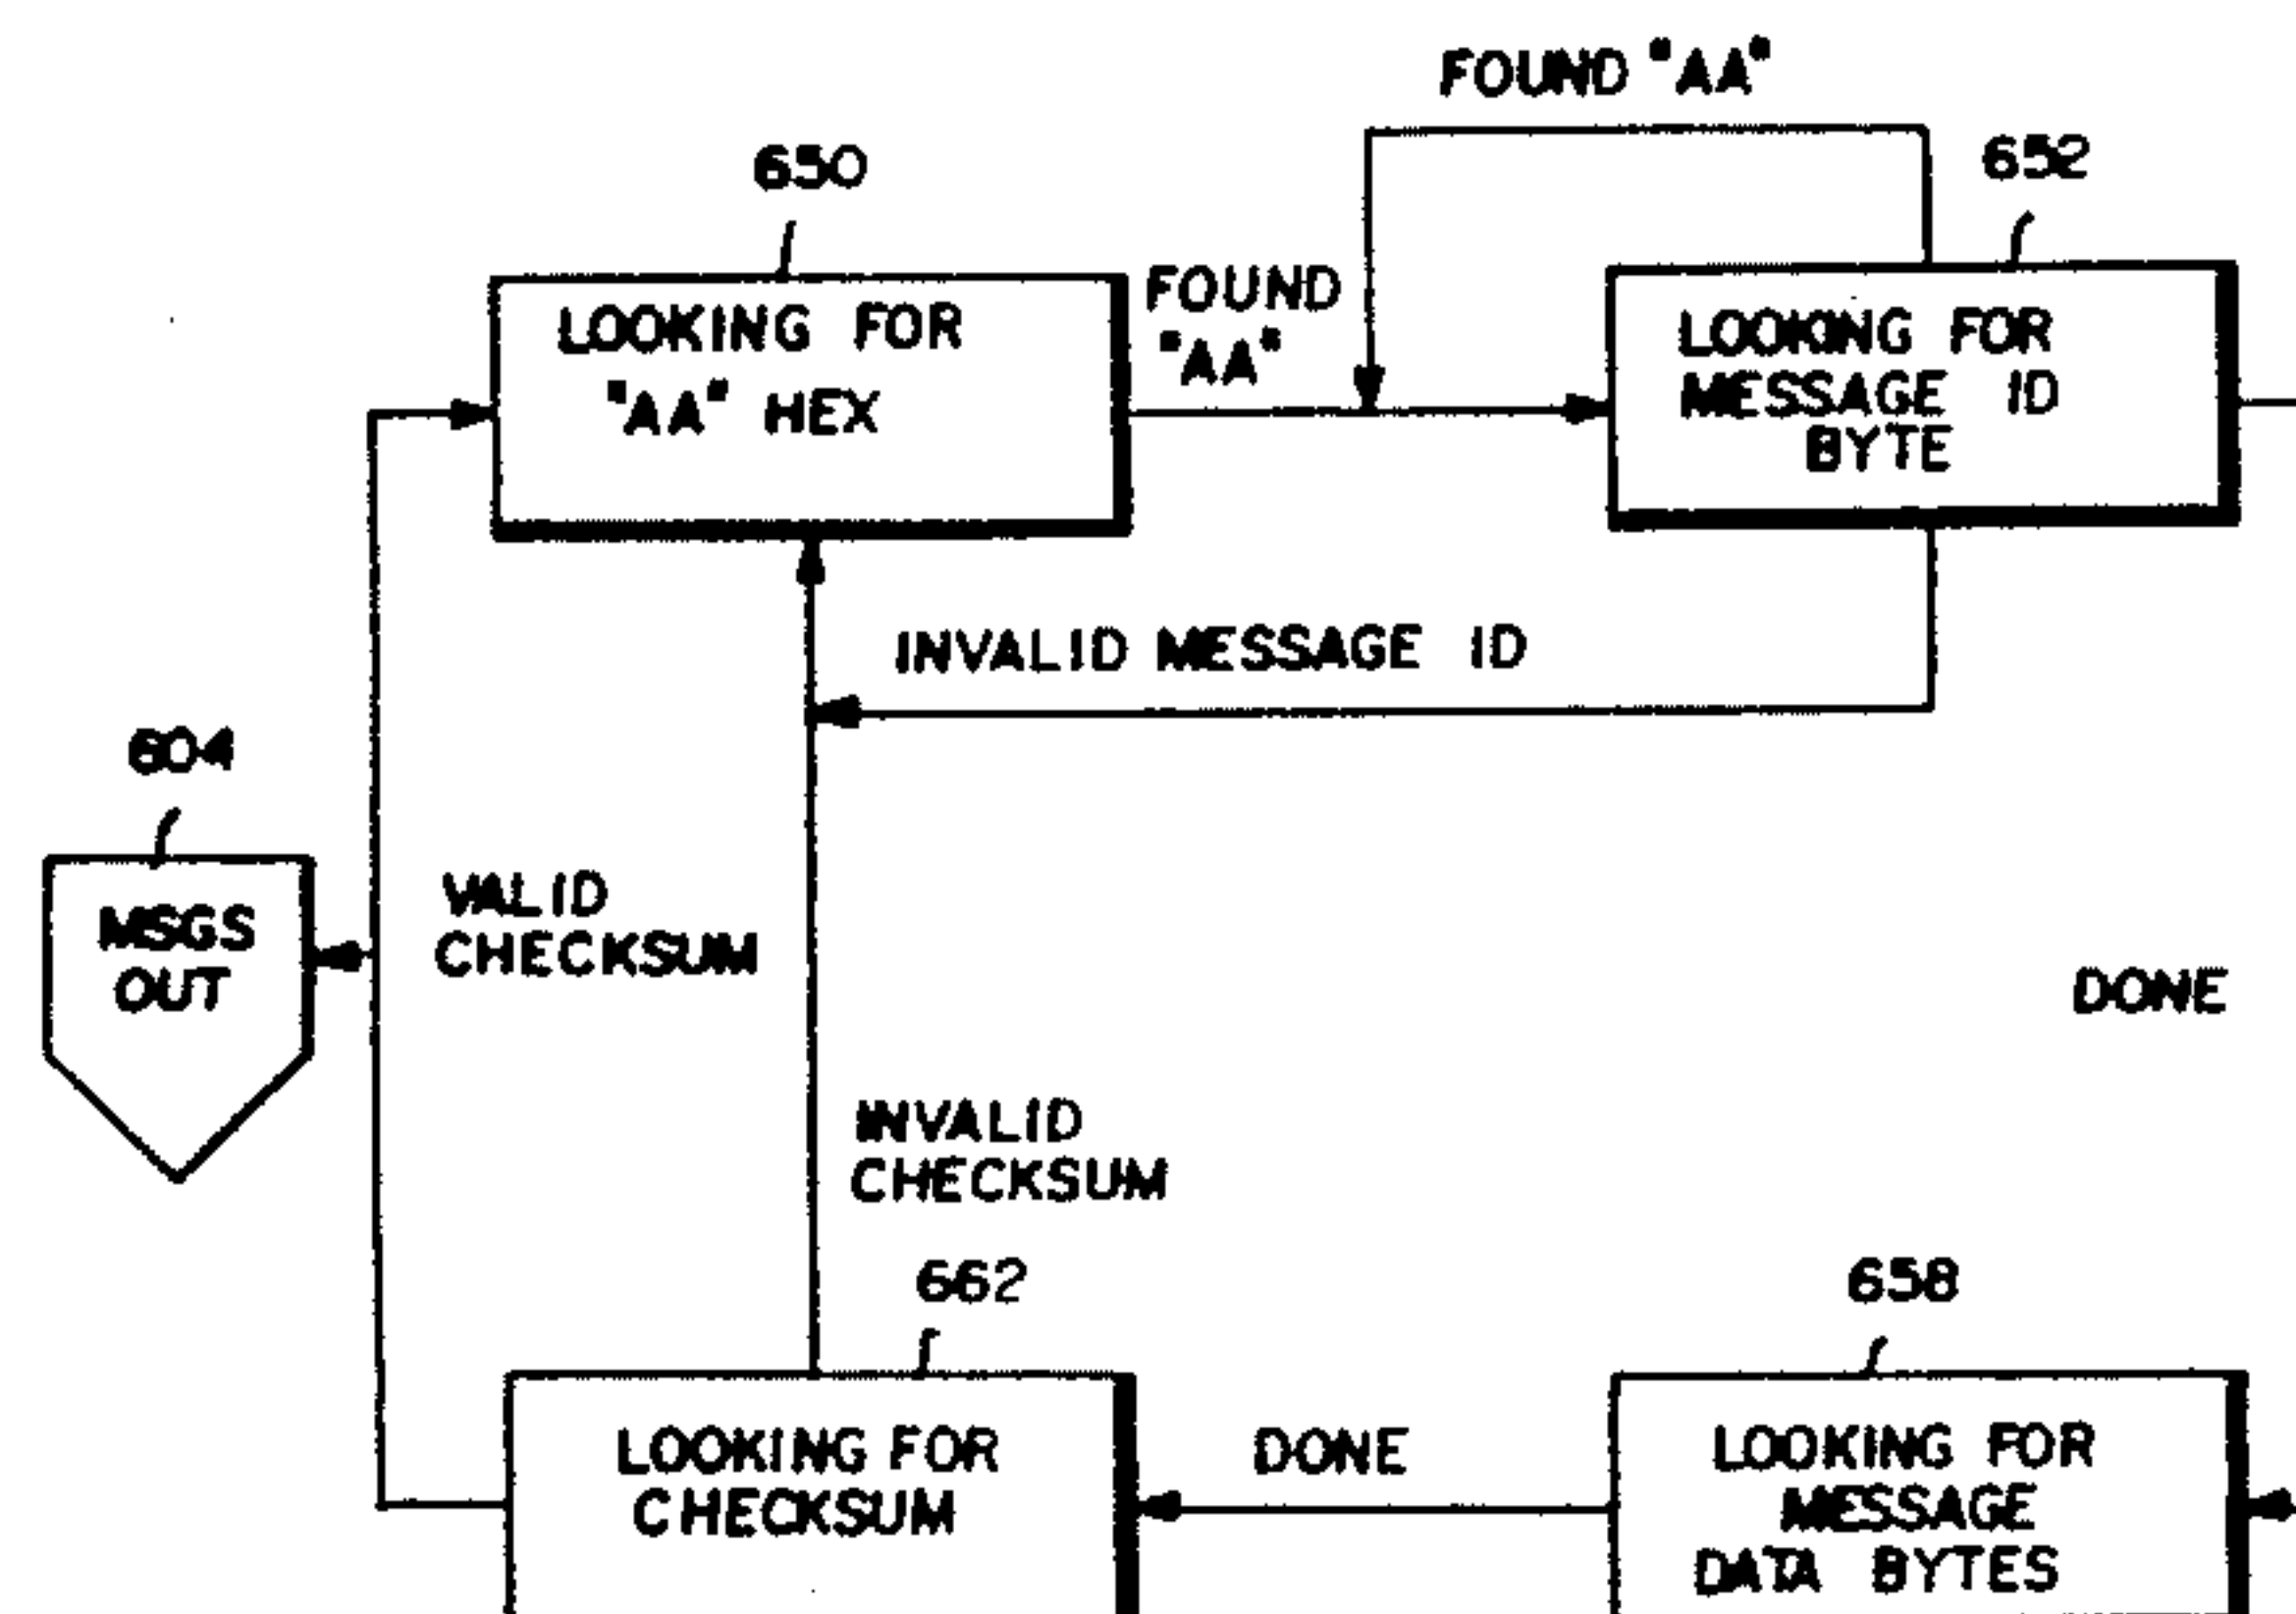 FOUND "AA"
650
652
LOOKING FOR
"AA" HEX
FOUND
"AA"
LOOKING FOR
MESSAGE ID
BYTE
INVALID MESSAGE ID
604
MSGS
OUT
VALID
CHECKSUM
DONE
INVALID
CHECKSUM
662
658
LOOKING FOR
CHECKSUM
DONE
LOOKING FOR
MESSAGE
DATA BYTES